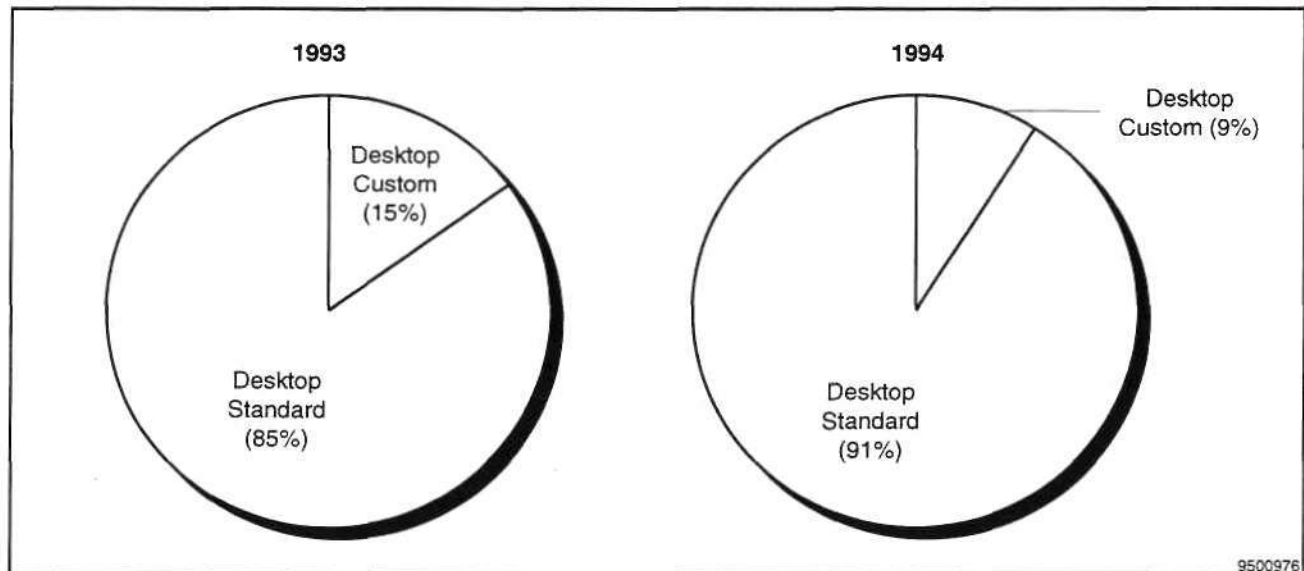 1993
Desktop
Custom
(15%)
Desktop
Standard
(85%)
1994
Desktop
Custom (9%)
Desktop
Standard
(91%)
9500976